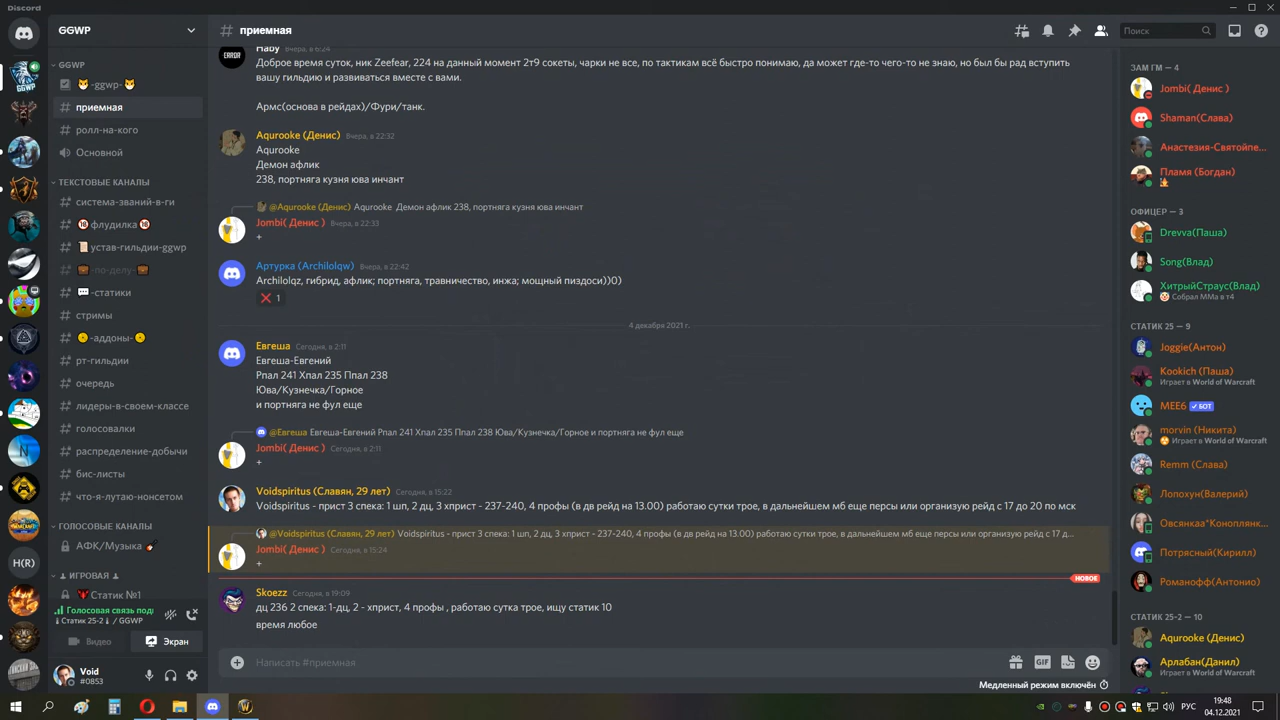 Discord
GGWP
GGWP
-ggwp-
приемная
ролл-на-кого
Основной
ТЕКСТОВЫЕ КАНАЛЫ
система-званий-в-ги
флудилка
устав-гильдии-ggwp
-по-делу-
-статики
стримы
-аддоны-
рт-гильдии
очередь
лидеры-в-своем-классе
голосовалки
распределение-добычи
бис-листы
что-я-лутаю-нонсетом
ГОЛОСОВЫЕ КАНАЛЫ
АФК/Музыка
H(R)
ИГРОВАЯ
Статик №1
Голосовая связь подк
Статик 25-2 / GGWP
Видео
Экран
Void
#0853
приемная
Поиск
ERROR
Haby Вчера, в 6:24
Доброе время суток, ник Zeefear, 224 на данный момент 2т9 сокеты, чарки не все, по тактикам всё быстро понимаю, да может где-то чего-то не знаю, но был бы рад вступить
вашу гильдию и развиваться вместе с вами.
Армс(основа в рейдах)/Фури/танк.
Aqurooke (Денис) Вчера, в 22:32
Aqurooke
Демон афлик
238, портняга кузня юва инчант
@Aqurooke (Денис) Aqurooke Демон афлик 238, портняга кузня юва инчант
Jombi( Денис ) Вчера, в 22:33
+
Артурка (Archilolqw) Вчера, в 22:42
Archilolqz, гибрид, афлик; портняга, травничество, инжа; мощный пиздоси))0)
1
4 декабря 2021 г.
Евгеша Сегодня, в 2:11
Евгеша-Евгений
Рпал 241 Хпал 235 Ппал 238
Юва/Кузнечка/Горное
и портняга не фул еще
@Евгеша Евгеша-Евгений Рпал 241 Хпал 235 Ппал 238 Юва/Кузнечка/Горное и портняга не фул еще
Jombi( Денис ) Сегодня, в 2:11
+
Voidspiritus (Славян, 29 лет) Сегодня, в 15:22
Voidspiritus - прист 3 спека: 1 шп, 2 дц, 3 хприст - 237-240, 4 профы (в дв рейд на 13.00) работаю сутки трое, в дальнейшем мб еще персы или организую рейд с 17 до 20 по мск
@Voidspiritus (Славян, 29 лет) Voidspiritus - прист 3 спека: 1 шп, 2 дц, 3 хприст - 237-240, 4 профы (в дв рейд на 13.00) работаю сутки трое, в дальнейшем мб еще персы или организую рейд с 17 д...
Jombi( Денис ) Сегодня, в 15:24
+
НОВОЕ
Skoezz Сегодня, в 19:09
дц 236 2 спека: 1-дц, 2 - хприст, 4 профы , работаю сутка трое, ищу статик 10
время любое
Написать #приемная
GIF
Медленный режим включён
ЗАМ ГМ — 4
Jombi( Денис )
Shaman(Слава)
Анастезия-Святойпе...
Пламя (Богдан)
ОФИЦЕР — 3
Drevva(Паша)
Song(Влад)
ХитрыйСтраус(Влад)
Собрал ММа в т4
СТАТИК 25 — 9
Joggie(Антон)
Kookich (Паша)
Играет в World of Warcraft
MEE6 БОТ
morvin (Никита)
Играет в World of Warcraft
Remm (Слава)
Лопохун(Валерий)
Овсянкаа*Коноплянк...
Потрясный(Кирилл)
Романофф(Антонио)
СТАТИК 25-2 — 10
Aqurooke (Денис)
Арлабан(Данил)
Играет в World of Warcraft
РУС
19:48
04.12.2021